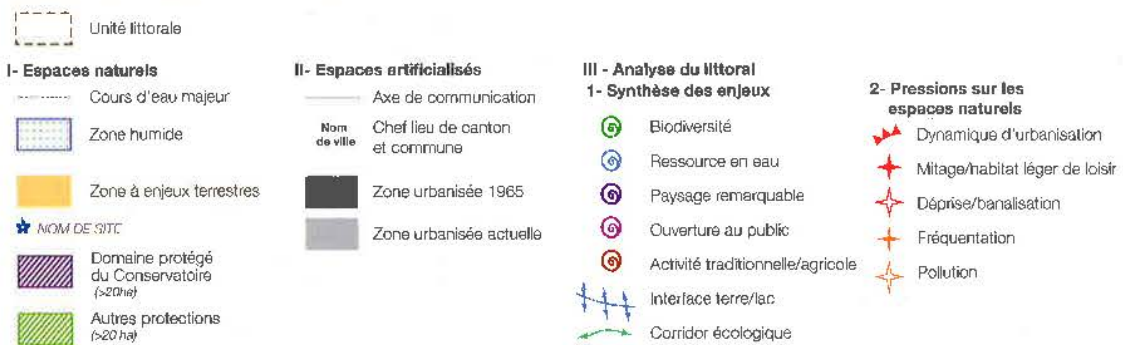 Unité littorale
I- Espaces naturels
Cours d'eau majeur
Zone humide
Zone à enjeux terrestres
NOM DE SITE
Domaine protégé
du Conservatoire
(>20ha)
Autres protections
(>20 ha)
II- Espaces artificialisés
Axe de communication
Nom
de ville
Chef lieu de canton
et commune
Zone urbanisée 1965
Zone urbanisée actuelle
III - Analyse du littoral
1- Synthèse des enjeux
Biodiversité
Ressource en eau
Paysage remarquable
Ouverture au public
Activité traditionnelle/agricole
Interface terre/lac
Corridor écologique
2- Pressions sur les
espaces naturels
Dynamique d'urbanisation
Mitage/habitat léger de loisir
Déprise/banalisation
Fréquentation
Pollution